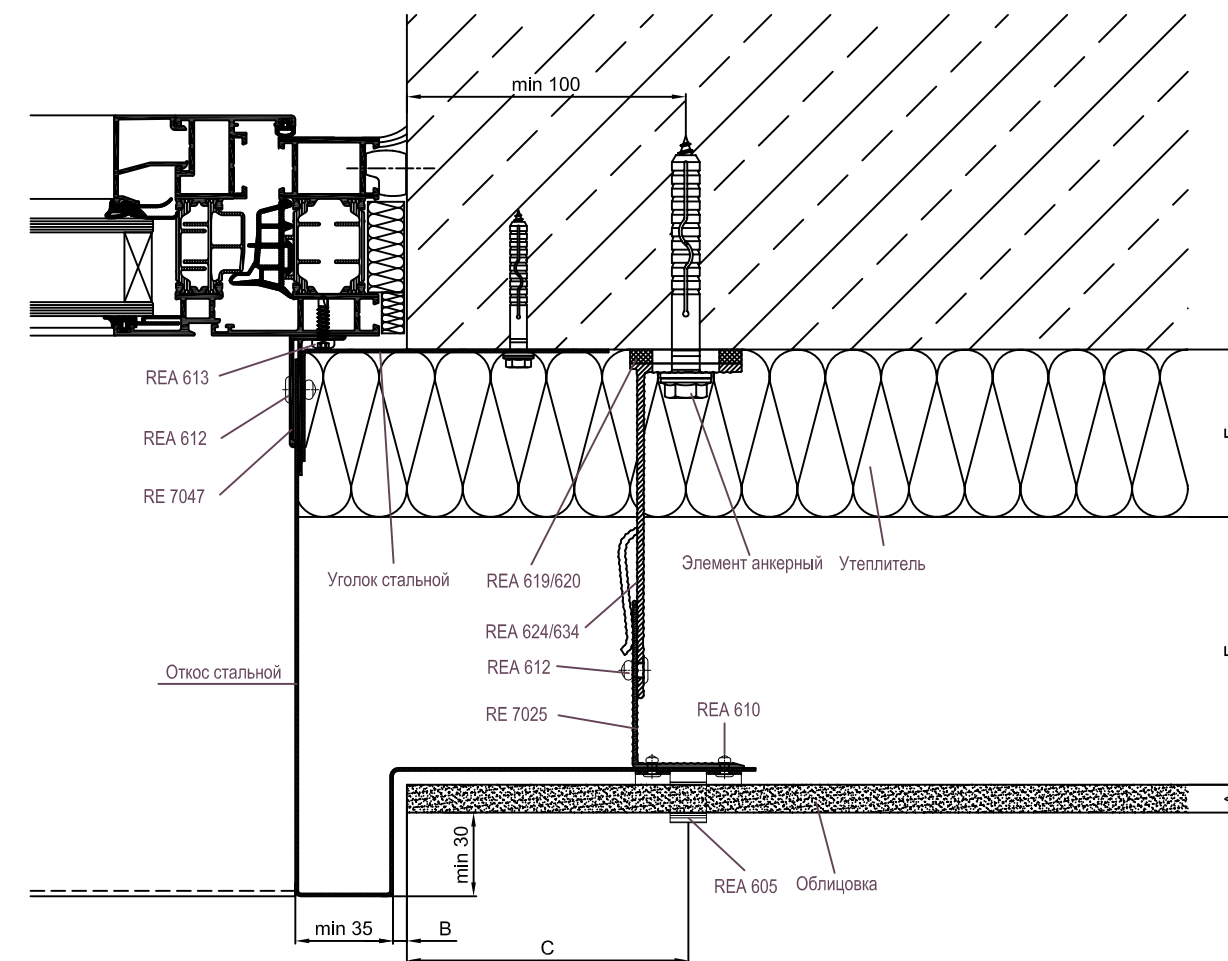 min 100
REA 613
REA 612
RE 7047
Уголок стальной
REA 619/620
Элемент анкерный
Утеплитель
REA 624/634
REA 612
Откос стальной
RE 7025
REA 610
min 30
REA 605
Облицовка
min 35
B
C